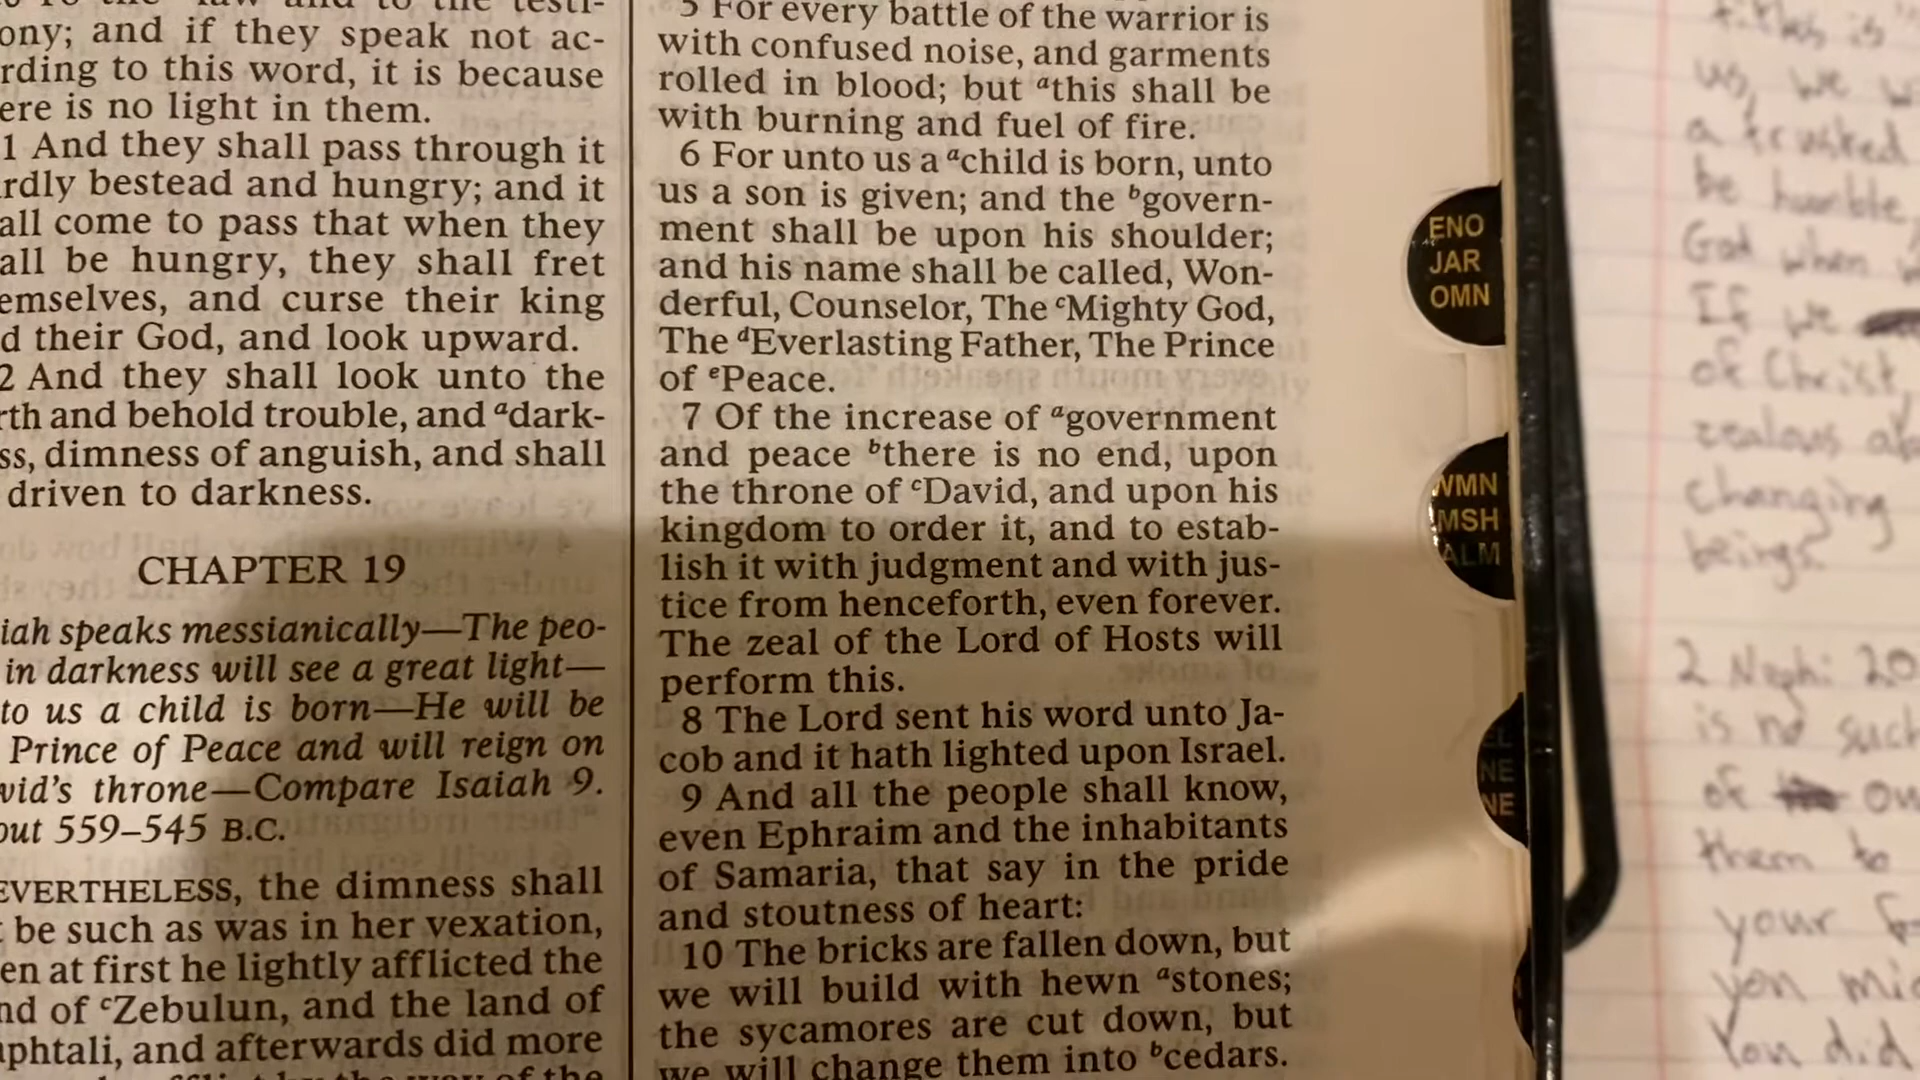 ony; and if they speak not ac-
rding to this word, it is because
ere is no light in them.
1 And they shall pass through it
rdly bestead and hungry; and it
all come to pass that when they
all be hungry, they shall fret
emselves, and curse their king
d their God, and look upward.
2 And they shall look unto the
rth and behold trouble, and ᵃdark-
ss, dimness of anguish, and shall
driven to darkness.
CHAPTER 19
iah speaks messianically—The peo-
in darkness will see a great light—
to us a child is born—He will be
Prince of Peace and will reign on
vid's throne—Compare Isaiah 9.
out 559–545 B.C.
EVERTHELESS, the dimness shall
be such as was in her vexation,
en at first he lightly afflicted the
nd of ᶜZebulun, and the land of
aphtali, and afterwards did more
5 For every battle of the warrior is
with confused noise, and garments
rolled in blood; but ᵃthis shall be
with burning and fuel of fire.
6 For unto us a ᵃchild is born, unto
us a son is given; and the ᵇgovern-
ment shall be upon his shoulder;
and his name shall be called, Won-
derful, Counselor, The ᶜMighty God,
The ᵈEverlasting Father, The Prince
of ᵉPeace.
7 Of the increase of ᵃgovernment
and peace ᵇthere is no end, upon
the throne of ᶜDavid, and upon his
kingdom to order it, and to estab-
lish it with judgment and with jus-
tice from henceforth, even forever.
The zeal of the Lord of Hosts will
perform this.
8 The Lord sent his word unto Ja-
cob and it hath lighted upon Israel.
9 And all the people shall know,
even Ephraim and the inhabitants
of Samaria, that say in the pride
and stoutness of heart:
10 The bricks are fallen down, but
we will build with hewn ᵃstones;
the sycamores are cut down, but
we will change them into ᵇcedars.
ENO
JAR
OMN
WMN
MSH
ALM
NE
NE
us, we
a trusted
be humble,
God when
If we
of Christ,
zealous
changing
beings
2 Nephi 20
is no such
of
them to
your
you
You did